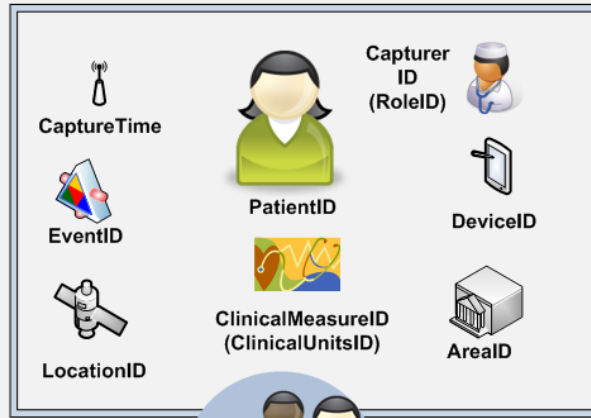 CaptureTime
EventID
LocationID
PatientID
ClinicalMeasureID
(ClinicalUnitsID)
Capturer
ID
(RoleID)
DeviceID
AreaID